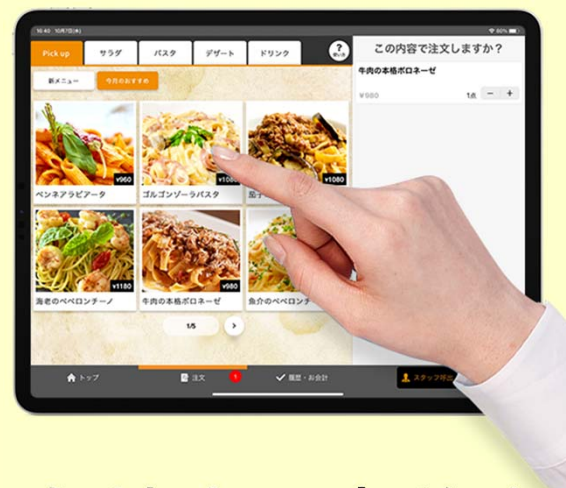 16:40 10月7日(木)
80%
Pick up
サラダ
パスタ
デザート
ドリンク
?
新メニュー
今月のおすすめ
¥960
¥1080
¥1080
ペンネアラビアータ
ゴルゴンゾーラパスタ
茄子
¥1180
¥980
海老のペペロンチーノ
牛肉の本格ボロネーゼ
魚介のペペロンチ
1/5
>
この内容で注文しますか?
牛肉の本格ボロネーゼ
¥980
1点
− +
トップ
注文
履歴・お会計
スタッフ呼出